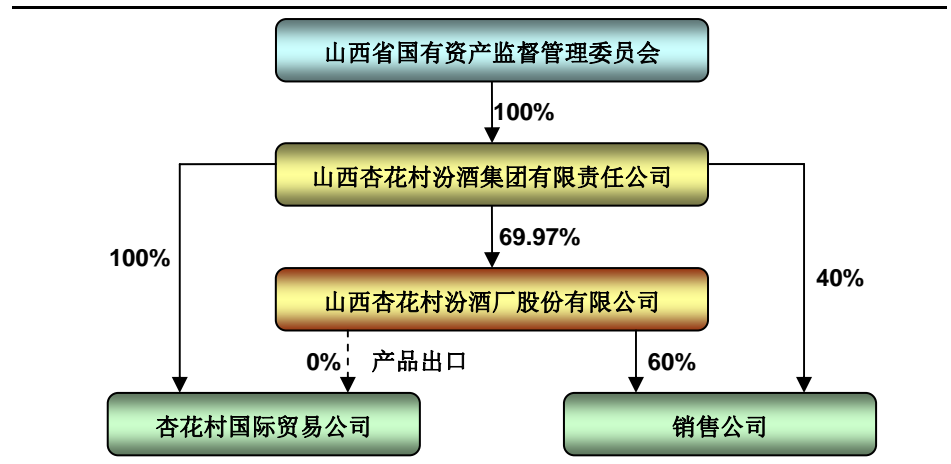 山西省国有资产监督管理委员会
100%
山西杏花村汾酒集团有限责任公司
69.97%
100%
40%
山西杏花村汾酒厂股份有限公司
0%
产品出口
60%
杏花村国际贸易公司
销售公司